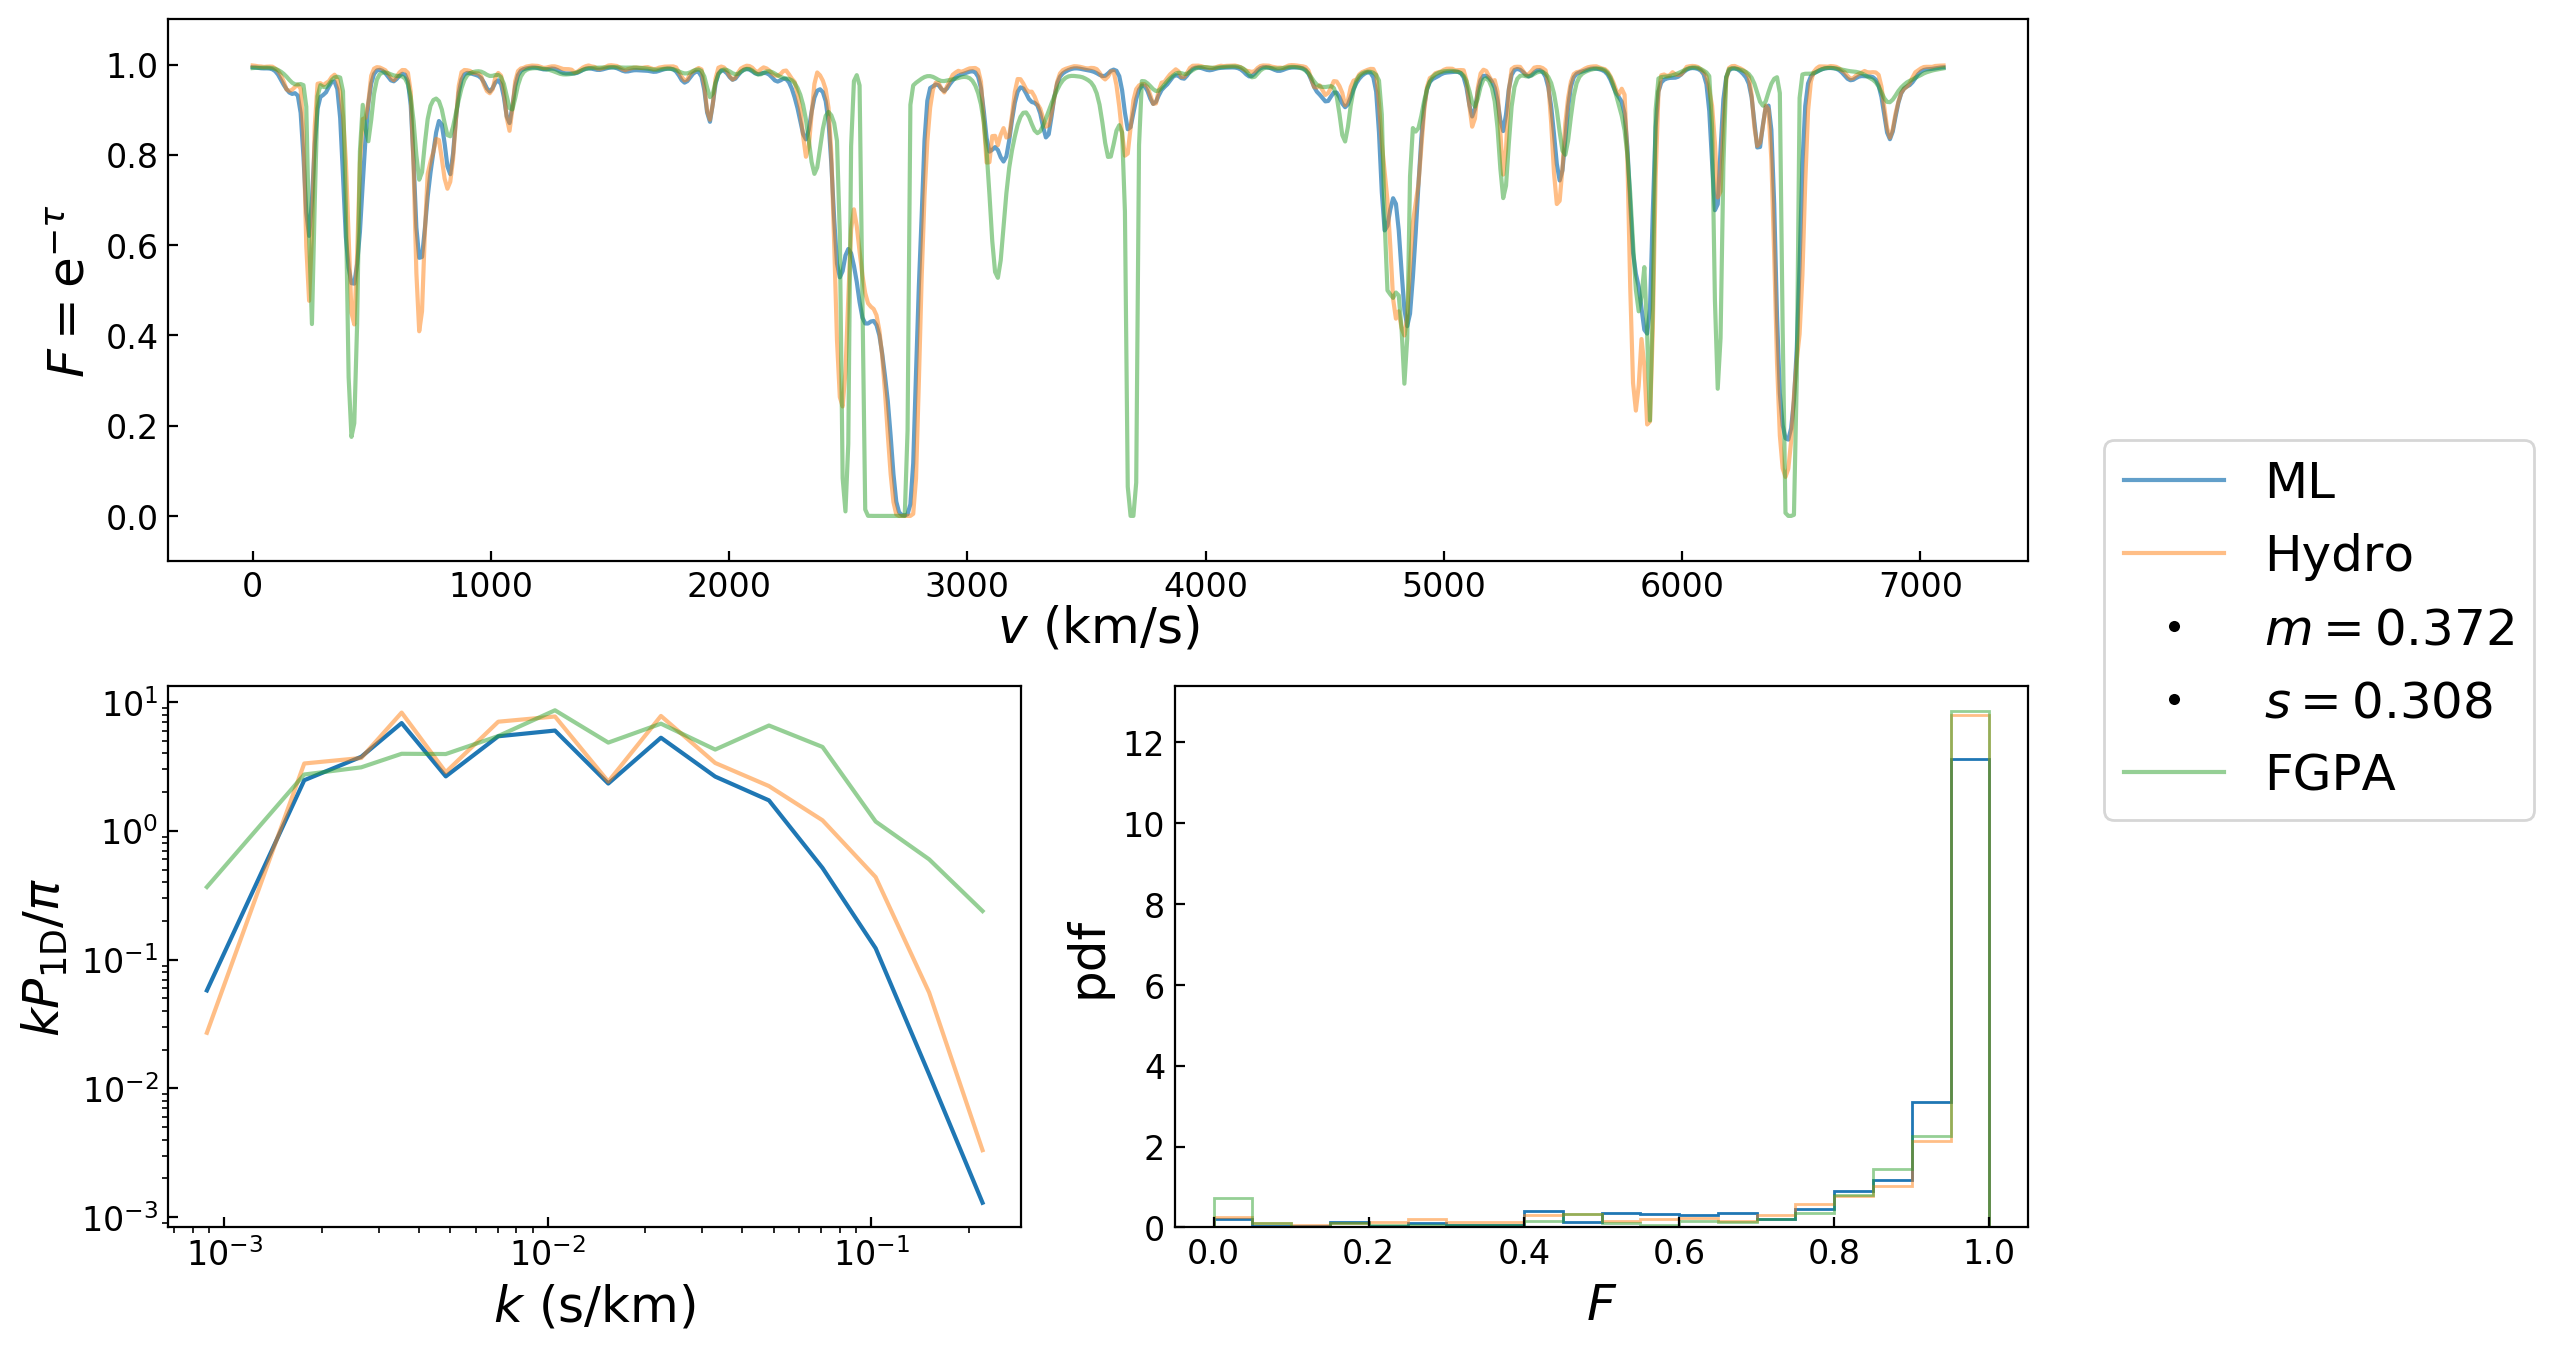 1.0
0.8
0.6
0.4
0.2
0.0
F = e^{−τ}
0 1000 2000 3000 4000 5000 6000 7000
v (km/s)
ML
Hydro
m = 0.372
s = 0.308
FGPA
10^1
10^0
10^{−1}
10^{−2}
10^{−3}
kP_{1D}/π
10^{−3} 10^{−2} 10^{−1}
k (s/km)
12
10
8
6
4
2
0
pdf
0.0 0.2 0.4 0.6 0.8 1.0
F